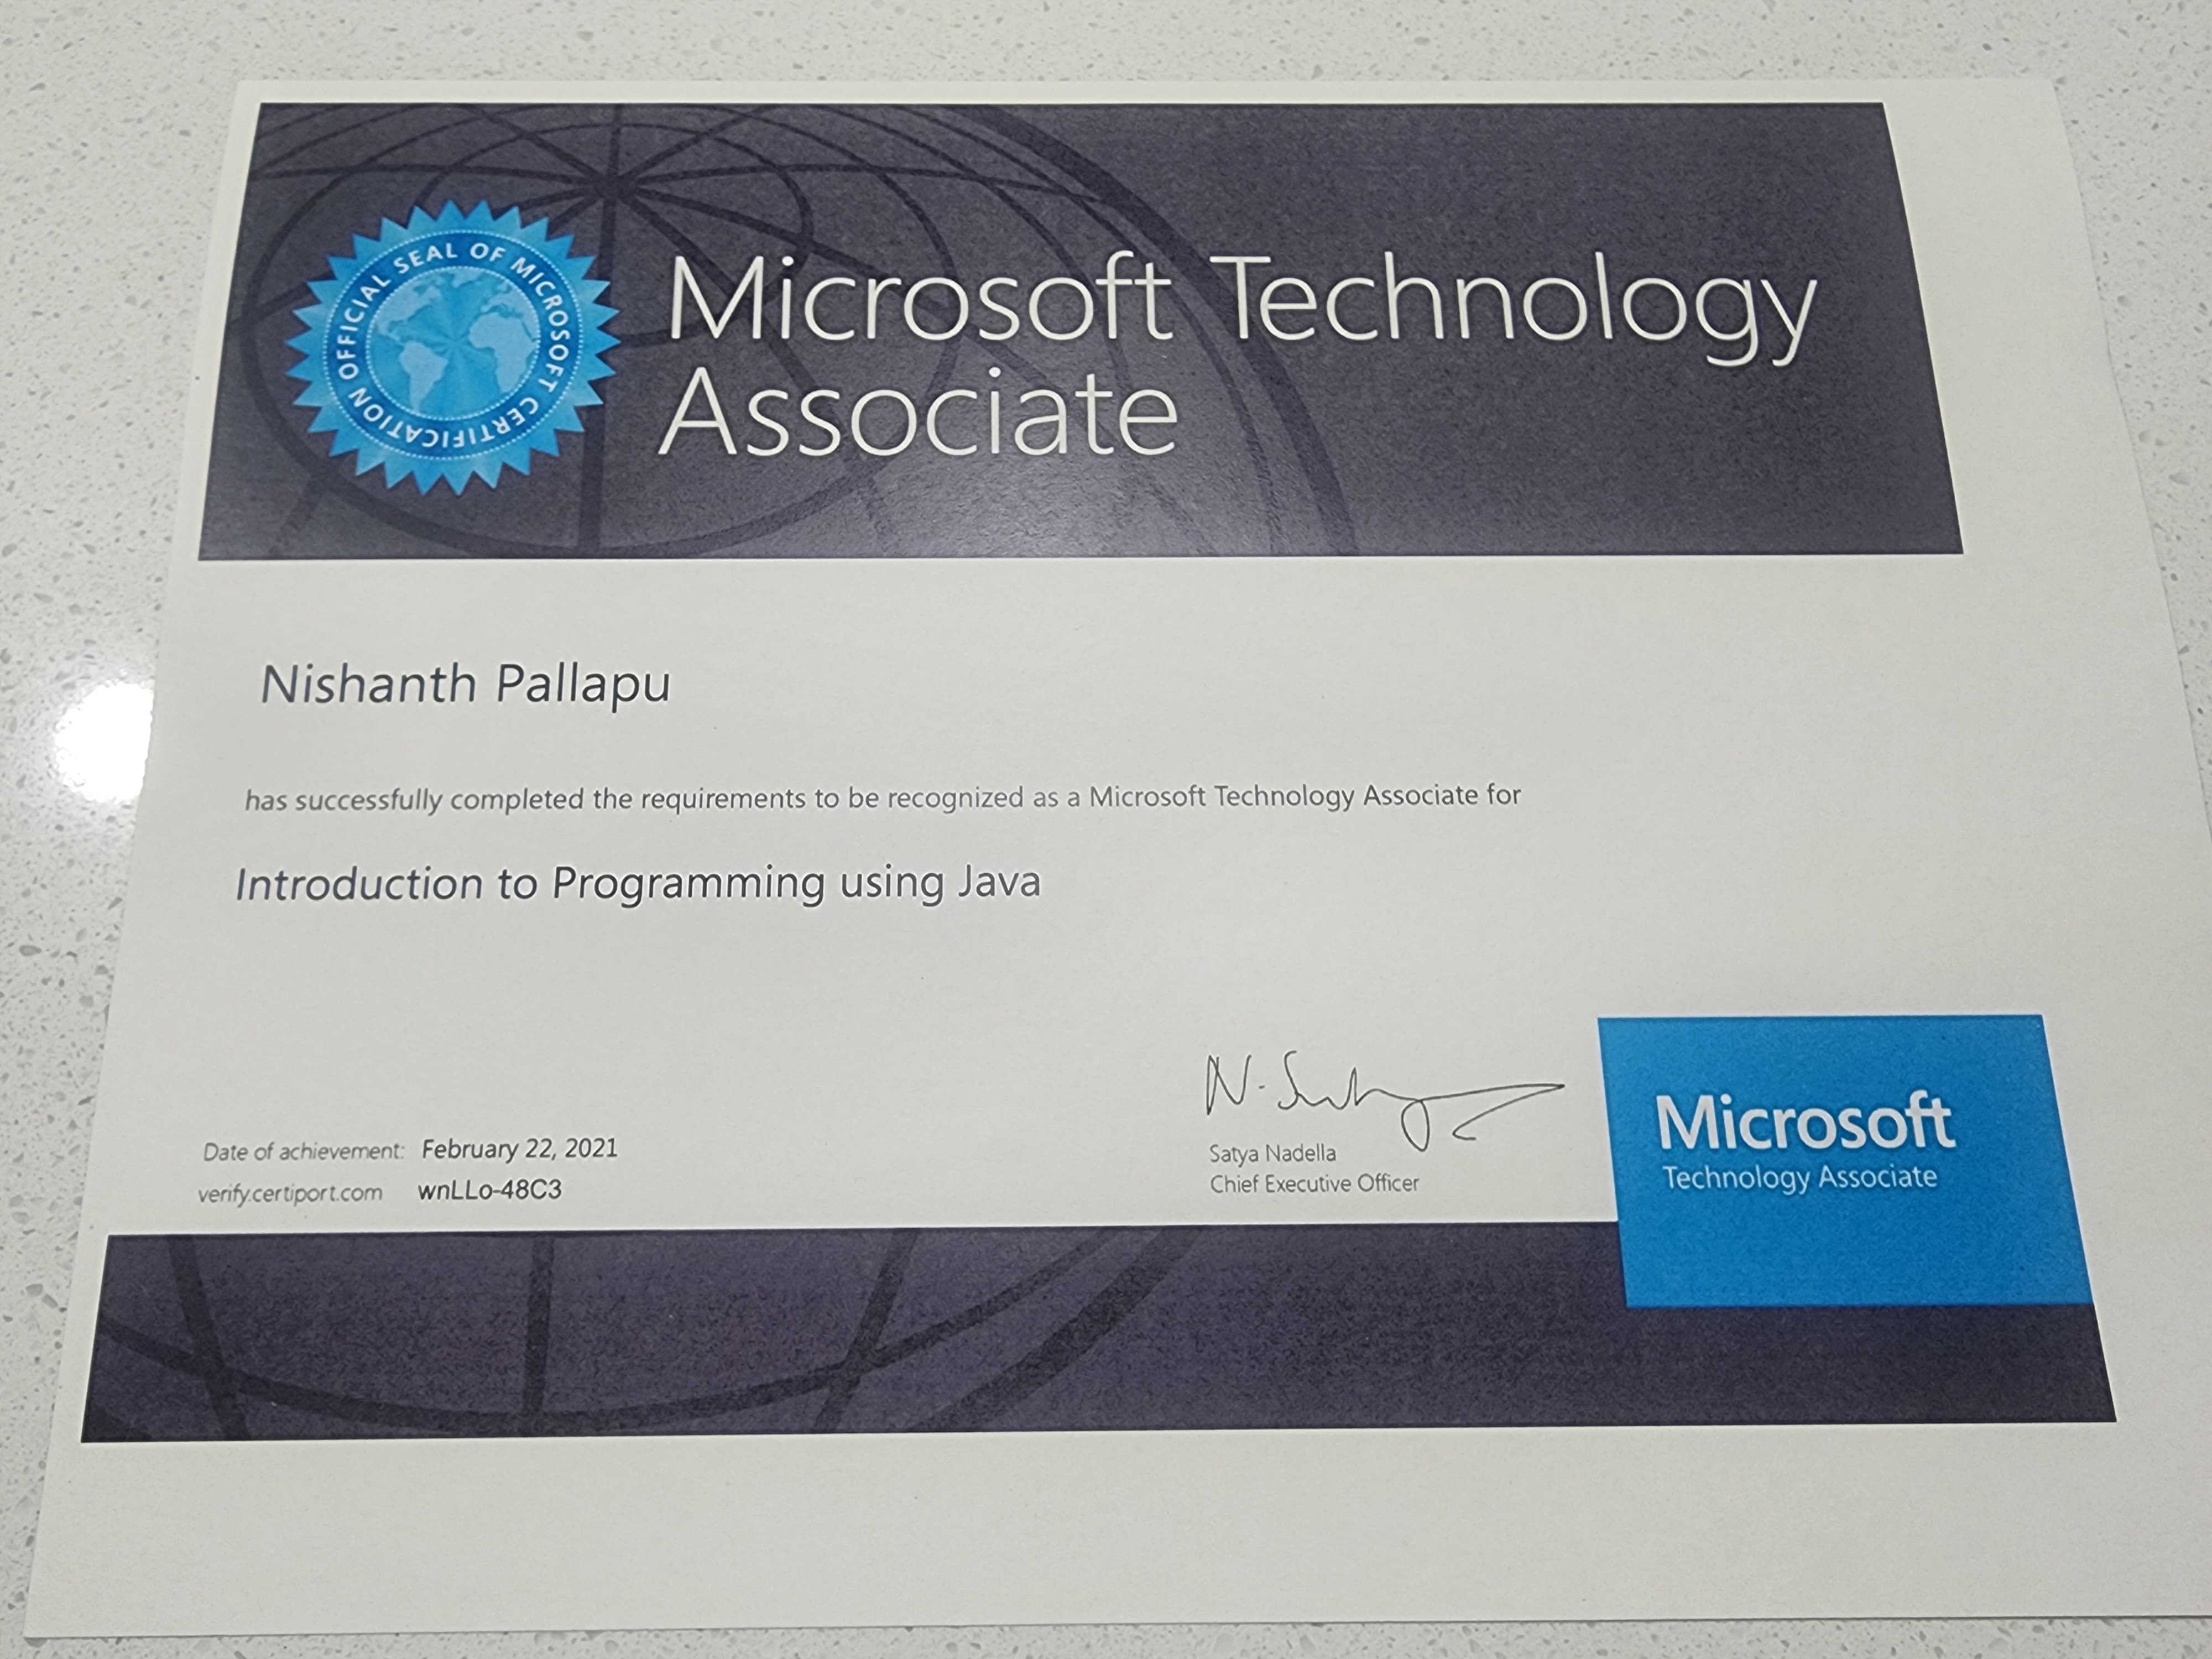 OFFICIAL SEAL OF MICROSOFT CERTIFICATION
Microsoft Technology
Associate
Nishanth Pallapu
has successfully completed the requirements to be recognized as a Microsoft Technology Associate for
Introduction to Programming using Java
Date of achievement: February 22, 2021
verify.certiport.com wnLLo-48C3
Satya Nadella
Chief Executive Officer
Microsoft
Technology Associate